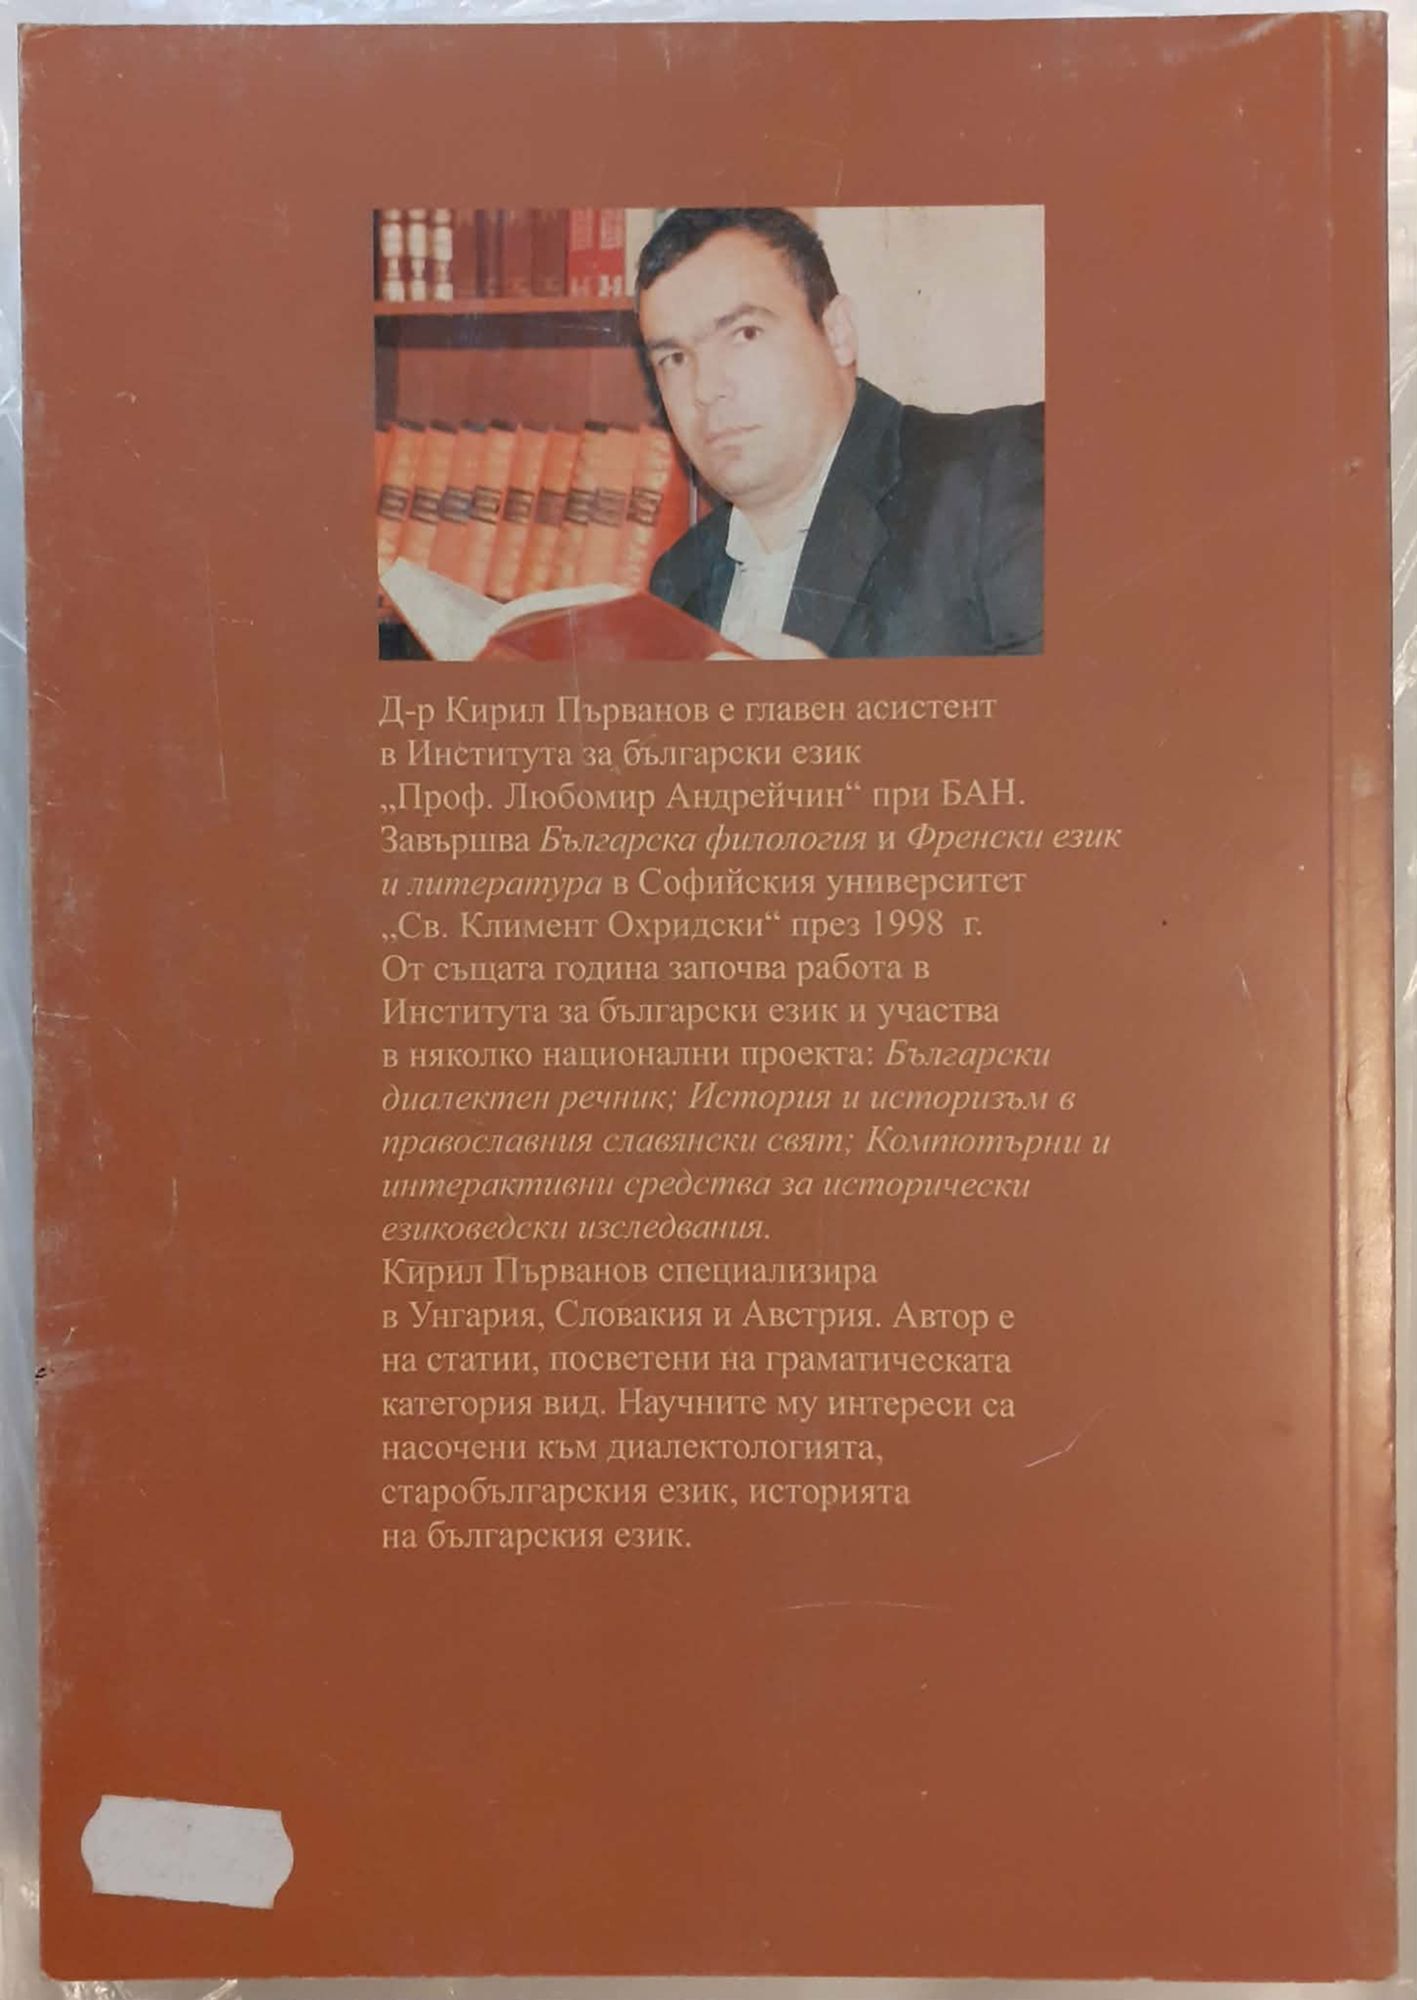 Д-р Кирил Първанов е главен асистент
в Института за български език
„Проф. Любомир Андрейчин“ при БАН.
Завършва Българска филология и Френски език
и литература в Софийския университет
„Св. Климент Охридски“ през 1998 г.
От същата година започва работа в
Института за български език и участва
в няколко национални проекта: Български
диалектен речник; История и историзъм в
православния славянски свят; Компютърни и
интерактивни средства за исторически
езиковедски изследвания.
Кирил Първанов специализира
в Унгария, Словакия и Австрия. Автор е
на статии, посветени на граматическата
категория вид. Научните му интереси са
насочени към диалектологията,
старобългарския език, историята
на българския език.